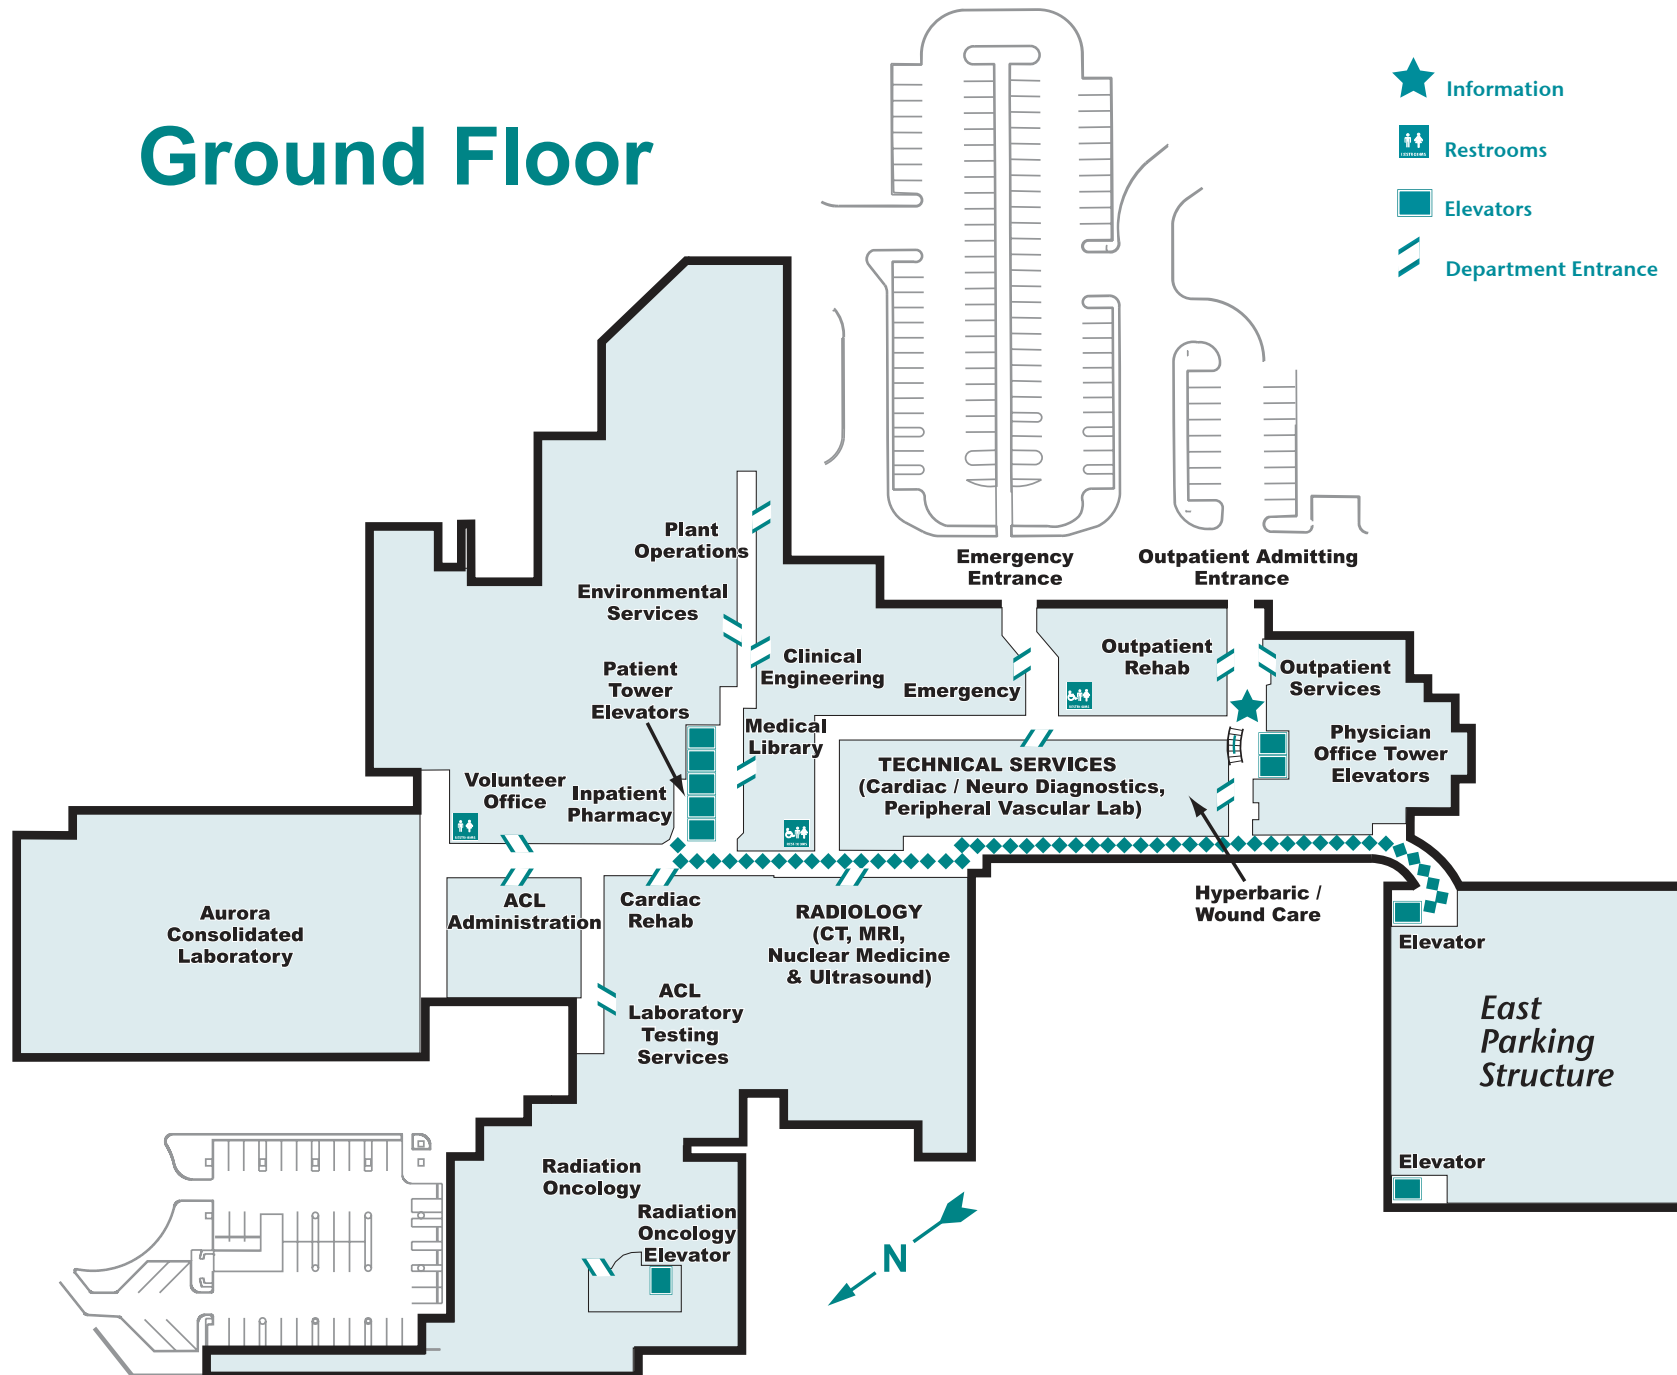 Ground Floor
Information
Restrooms
Elevators
Department Entrance
Plant
Operations
Environmental
Services
Patient
Tower
Elevators
Clinical
Engineering
Medical
Library
Emergency
Entrance
Outpatient Admitting
Entrance
Emergency
Outpatient
Rehab
Outpatient
Services
Physician
Office Tower
Elevators
TECHNICAL SERVICES
(Cardiac / Neuro Diagnostics,
Peripheral Vascular Lab)
Volunteer
Office
Inpatient
Pharmacy
Hyperbaric /
Wound Care
Aurora
Consolidated
Laboratory
ACL
Administration
Cardiac
Rehab
RADIOLOGY
(CT, MRI,
Nuclear Medicine
& Ultrasound)
ACL
Laboratory
Testing
Services
Elevator
East
Parking
Structure
Elevator
Radiation
Oncology
Radiation
Oncology
Elevator
N